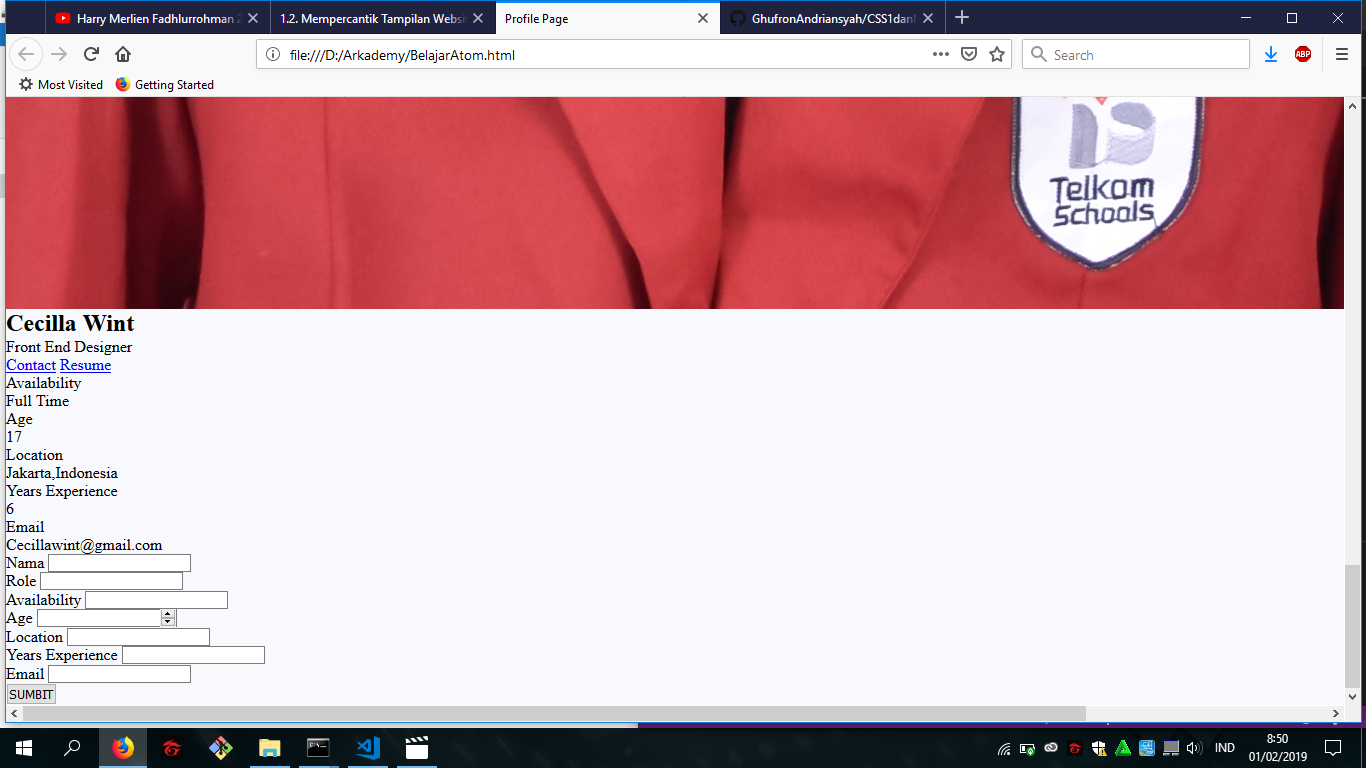 Harry Merlien Fadhlurrohman
1.2. Mempercantik Tampilan Websi
Profile Page
GhufronAndriansyah/CSS1dan
file:///D:/Arkademy/BelajarAtom.html
Search
ABP
Most Visited
Getting Started
Telkom
Schools
Cecilla Wint
Front End Designer
Contact Resume
Availability
Full Time
Age
17
Location
Jakarta,Indonesia
Years Experience
6
Email
Cecillawint@gmail.com
Nama
Role
Availability
Age
Location
Years Experience
Email
SUMBIT
IND
8:50
01/02/2019